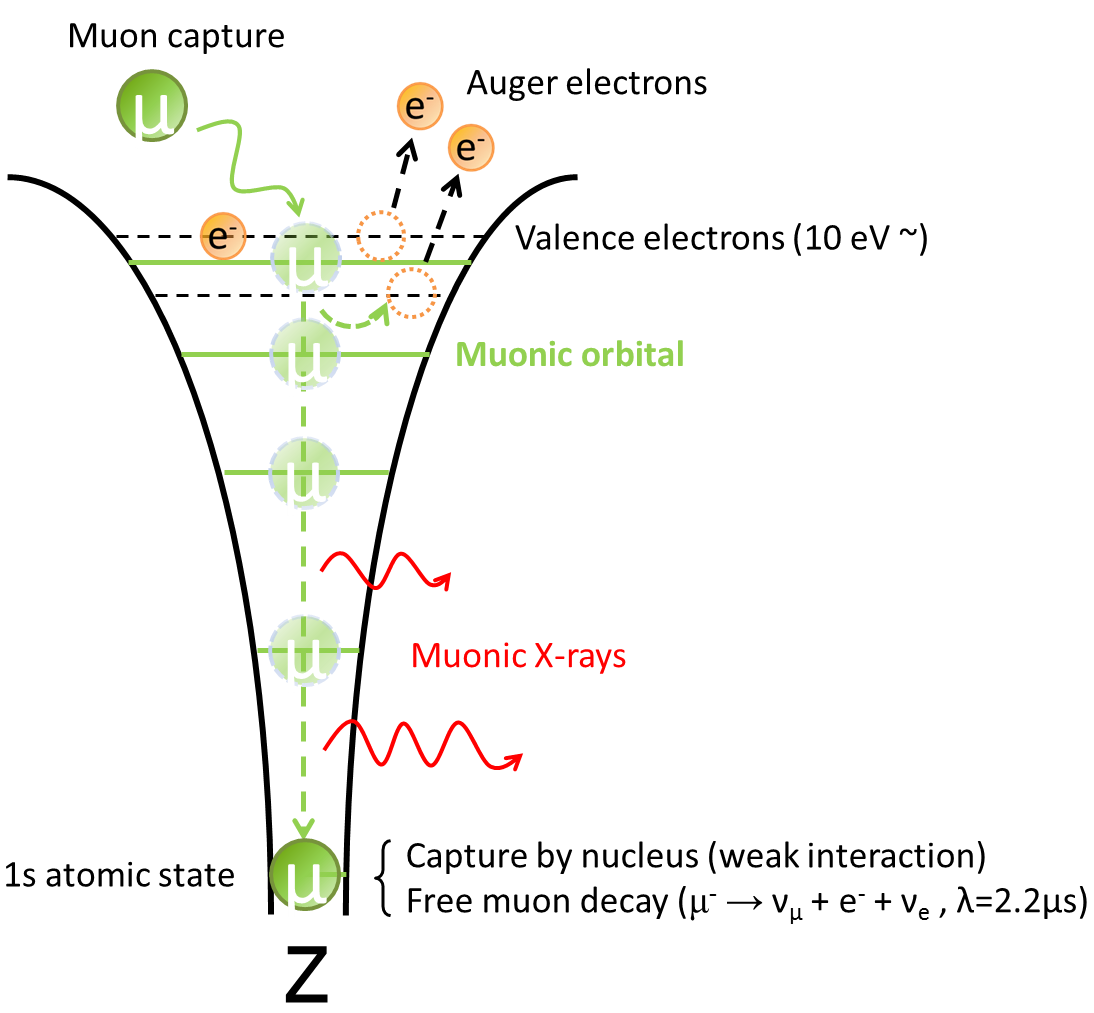 Muon capture
μ
Auger electrons
e-
e-
e-
Valence electrons (10 eV ~)
μ
Muonic orbital
μ
μ
Muonic X-rays
μ
1s atomic state
μ
Capture by nucleus (weak interaction)
Free muon decay (μ- → νμ + e- + νe , λ=2.2μs)
Z